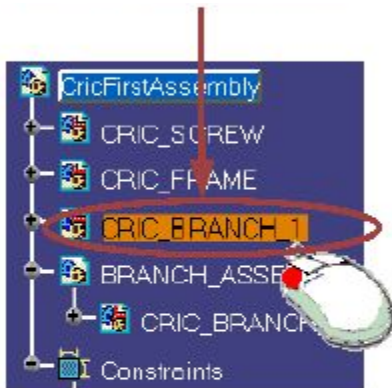 CricFirstAssembly
CRIC_SCREW
CRIC_FRAME
CRIC_BRANCH_1
BRANCH_ASSE
CRIC_BRANCH
Constraints